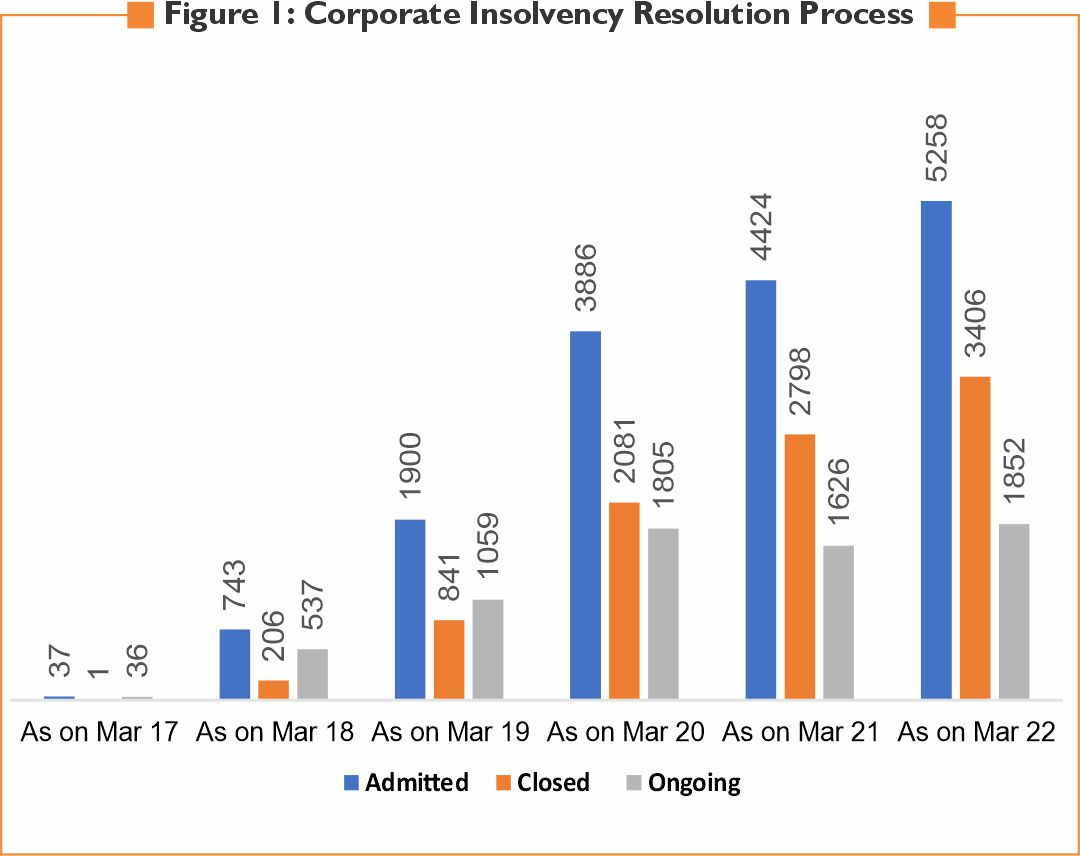 Figure 1: Corporate Insolvency Resolution Process
37 1 36
743 206 537
1900 841 1059
3886 2081 1805
4424 2798 1626
5258 3406 1852
As on Mar 17 As on Mar 18 As on Mar 19 As on Mar 20 As on Mar 21 As on Mar 22
Admitted Closed Ongoing